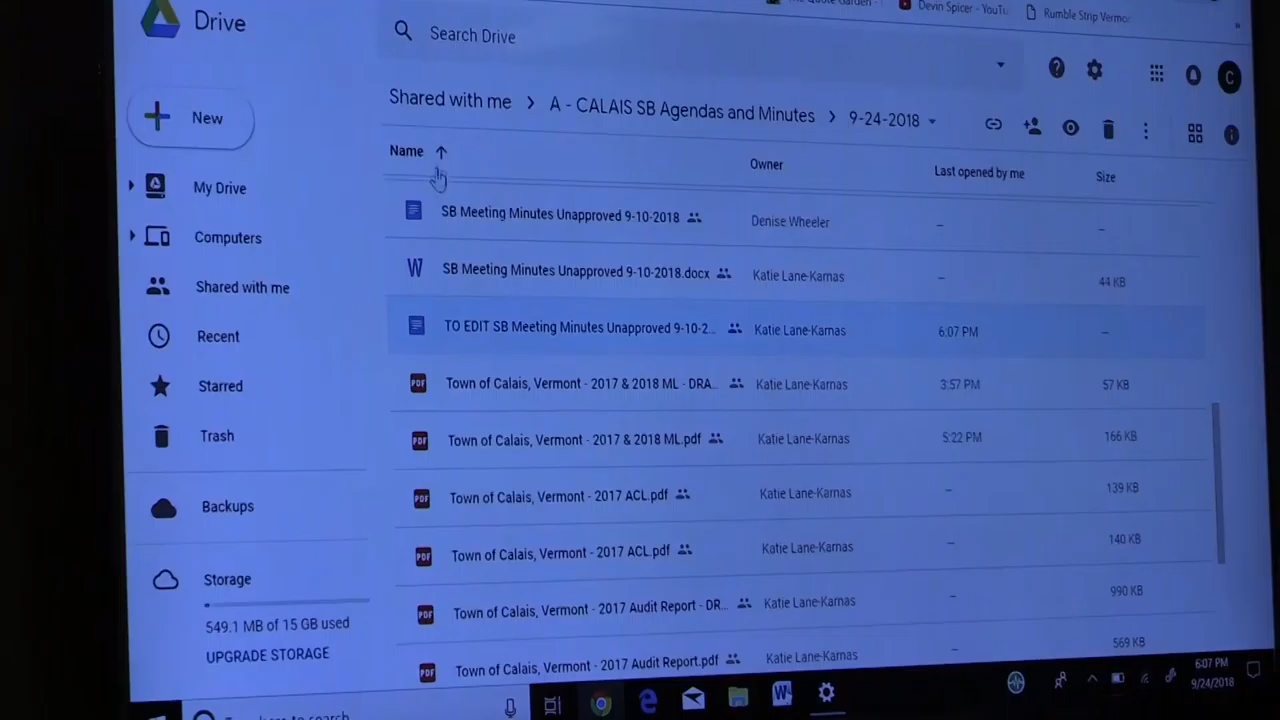 Devin Spicer - YouTu
Rumble Strip Vermo
Drive
Search Drive
New
Shared with me > A - CALAIS SB Agendas and Minutes > 9-24-2018
Name
Owner
Last opened by me
Size
My Drive
Computers
Shared with me
Recent
Starred
Trash
Backups
Storage
549.1 MB of 15 GB used
UPGRADE STORAGE
SB Meeting Minutes Unapproved 9-10-2018 Denise Wheeler – –
SB Meeting Minutes Unapproved 9-10-2018.docx Katie Lane-Karnas – 44 KB
TO EDIT SB Meeting Minutes Unapproved 9-10-2... Katie Lane-Karnas 6:07 PM –
Town of Calais, Vermont - 2017 & 2018 ML - DRA... Katie Lane-Karnas 3:57 PM 57 KB
Town of Calais, Vermont - 2017 & 2018 ML.pdf Katie Lane-Karnas 5:22 PM 166 KB
Town of Calais, Vermont - 2017 ACL.pdf Katie Lane-Karnas – 139 KB
Town of Calais, Vermont - 2017 ACL.pdf Katie Lane-Karnas – 140 KB
Town of Calais, Vermont - 2017 Audit Report - DR... Katie Lane-Karnas – 990 KB
Town of Calais, Vermont - 2017 Audit Report.pdf Katie Lane-Karnas – 569 KB
6:07 PM
9/24/2018